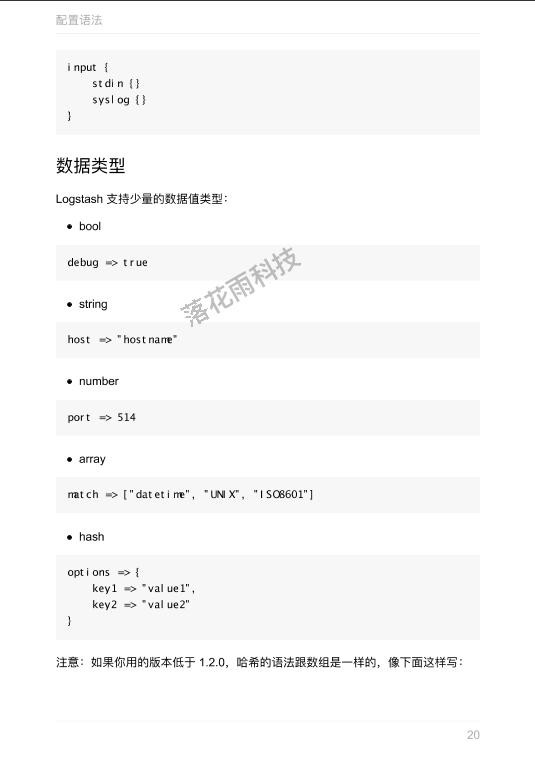 配置语法
input {
    stdin {}
    syslog {}
}
数据类型
Logstash 支持少量的数据值类型：
● bool
debug => true
落花雨科技
● string
host => "hostname"
● number
port => 514
● array
match => ["datetime", "UNIX", "ISO8601"]
● hash
options => {
    key1 => "value1",
    key2 => "value2"
}
注意：如果你用的版本低于 1.2.0，哈希的语法跟数组是一样的，像下面这样写：
20